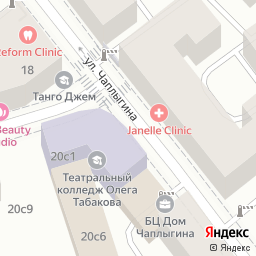 Reform Clinic
18
ул. Чаплыгина
Танго Джем
Janelle Clinic
Beauty
dio
20с1
Театральный
колледж Олега
Табакова
20с9
БЦ Дом
Чаплыгина
20с6
Яндекс